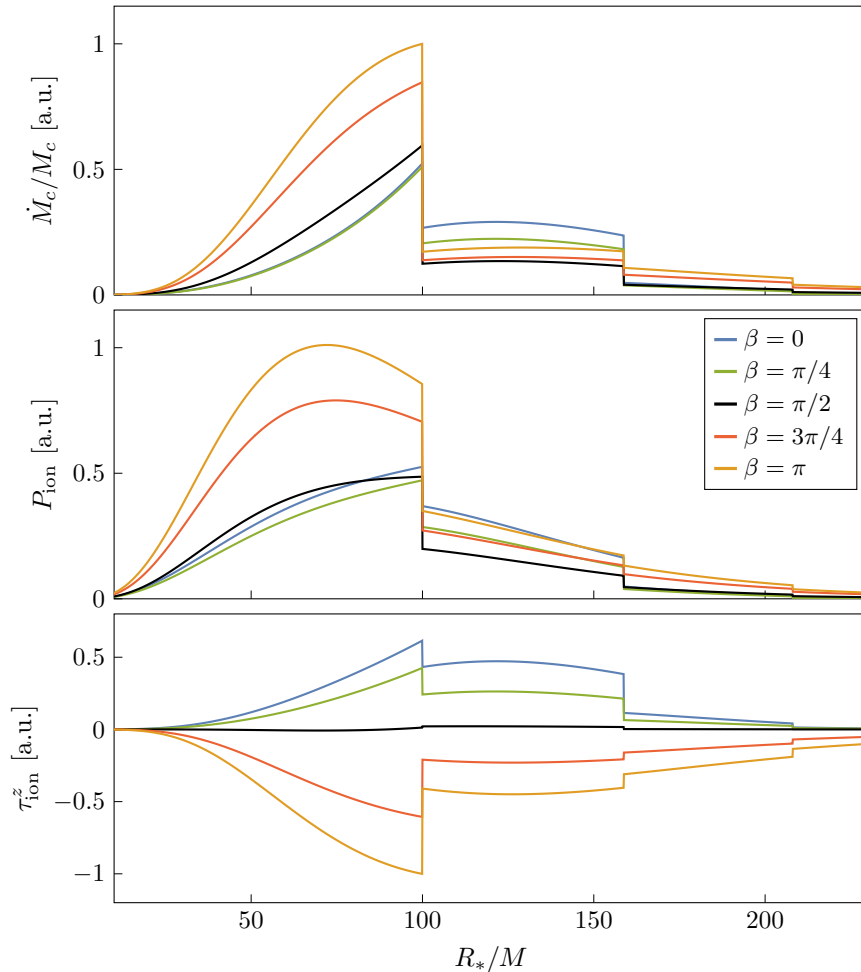 1
0.5
0
Ṁ_c/M_c [a.u.]
1
0.5
0
P_ion [a.u.]
β = 0
β = π/4
β = π/2
β = 3π/4
β = π
0.5
0
−0.5
−1
τ^z_ion [a.u.]
50 100 150 200
R_*/M